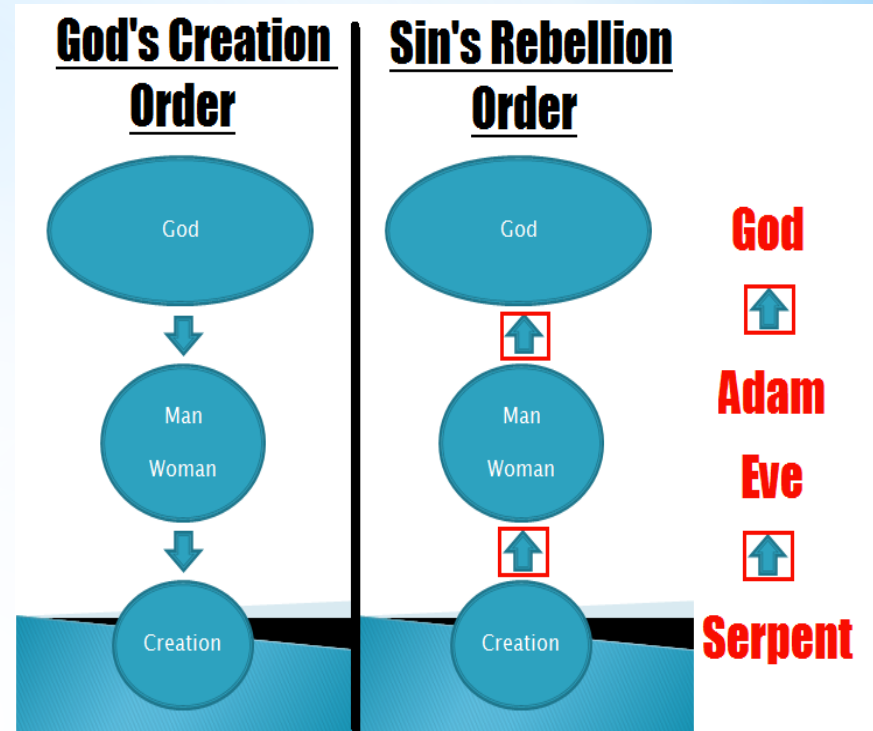 God's Creation
Order
God
Man
Woman
Creation
Sin's Rebellion
Order
God
Man
Woman
Creation
God
Adam
Eve
Serpent